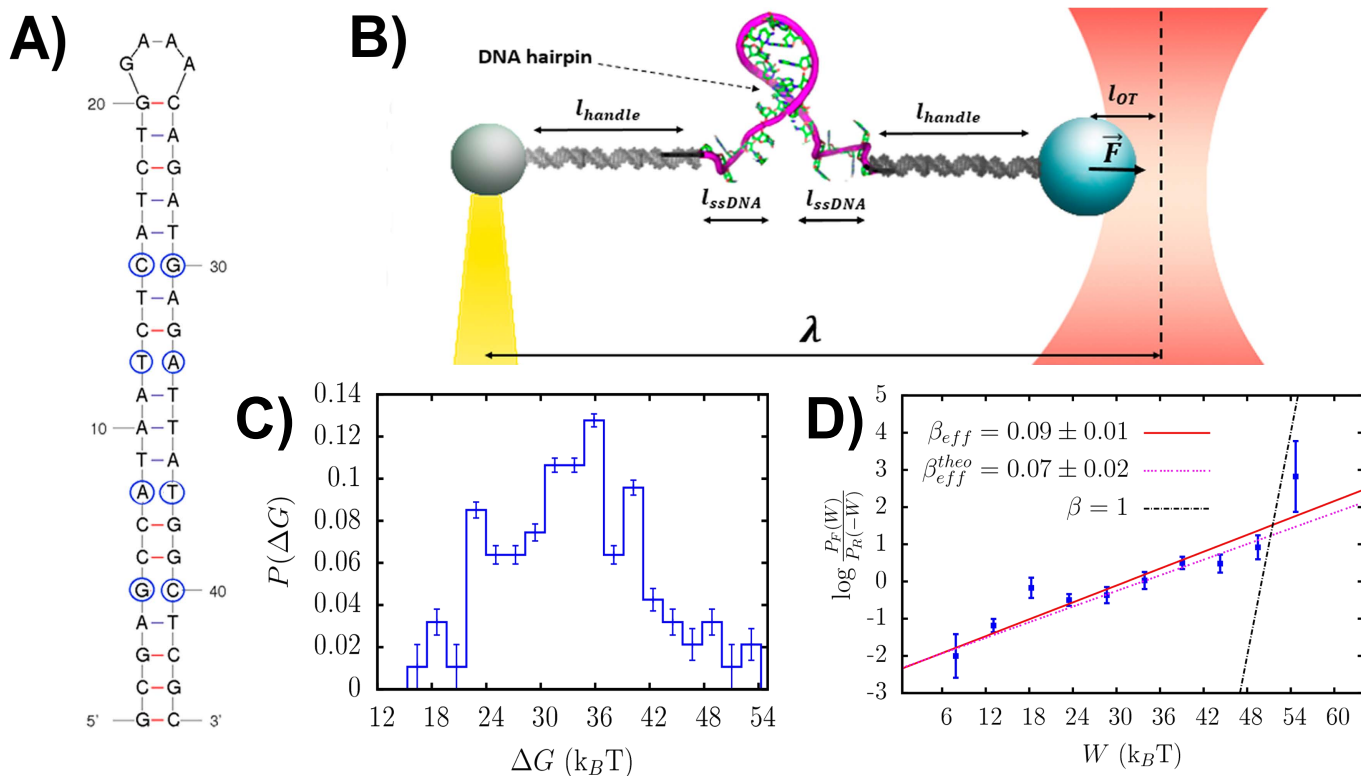 A)
A A
G A
20 G C
T A
C G
T A
A T
C G 30
T A
C G
T A
A T
10 A T
T A
A T
C G
C G
G C 40
A T
G C
C G
5' G C 3'
B)
DNA hairpin
l_handle
l_handle
l_OT
F
l_ssDNA
l_ssDNA
λ
C)
0.14
0.12
0.1
0.08
0.06
0.04
0.02
0
P(ΔG)
12 18 24 30 36 42 48 54
ΔG (k_BT)
D)
5
4
3
2
1
0
-1
-2
-3
log P_F(W)/P_R(−W)
β_eff = 0.09 ± 0.01
β_eff^theo = 0.07 ± 0.02
β = 1
6 12 18 24 30 36 42 48 54 60
W (k_BT)